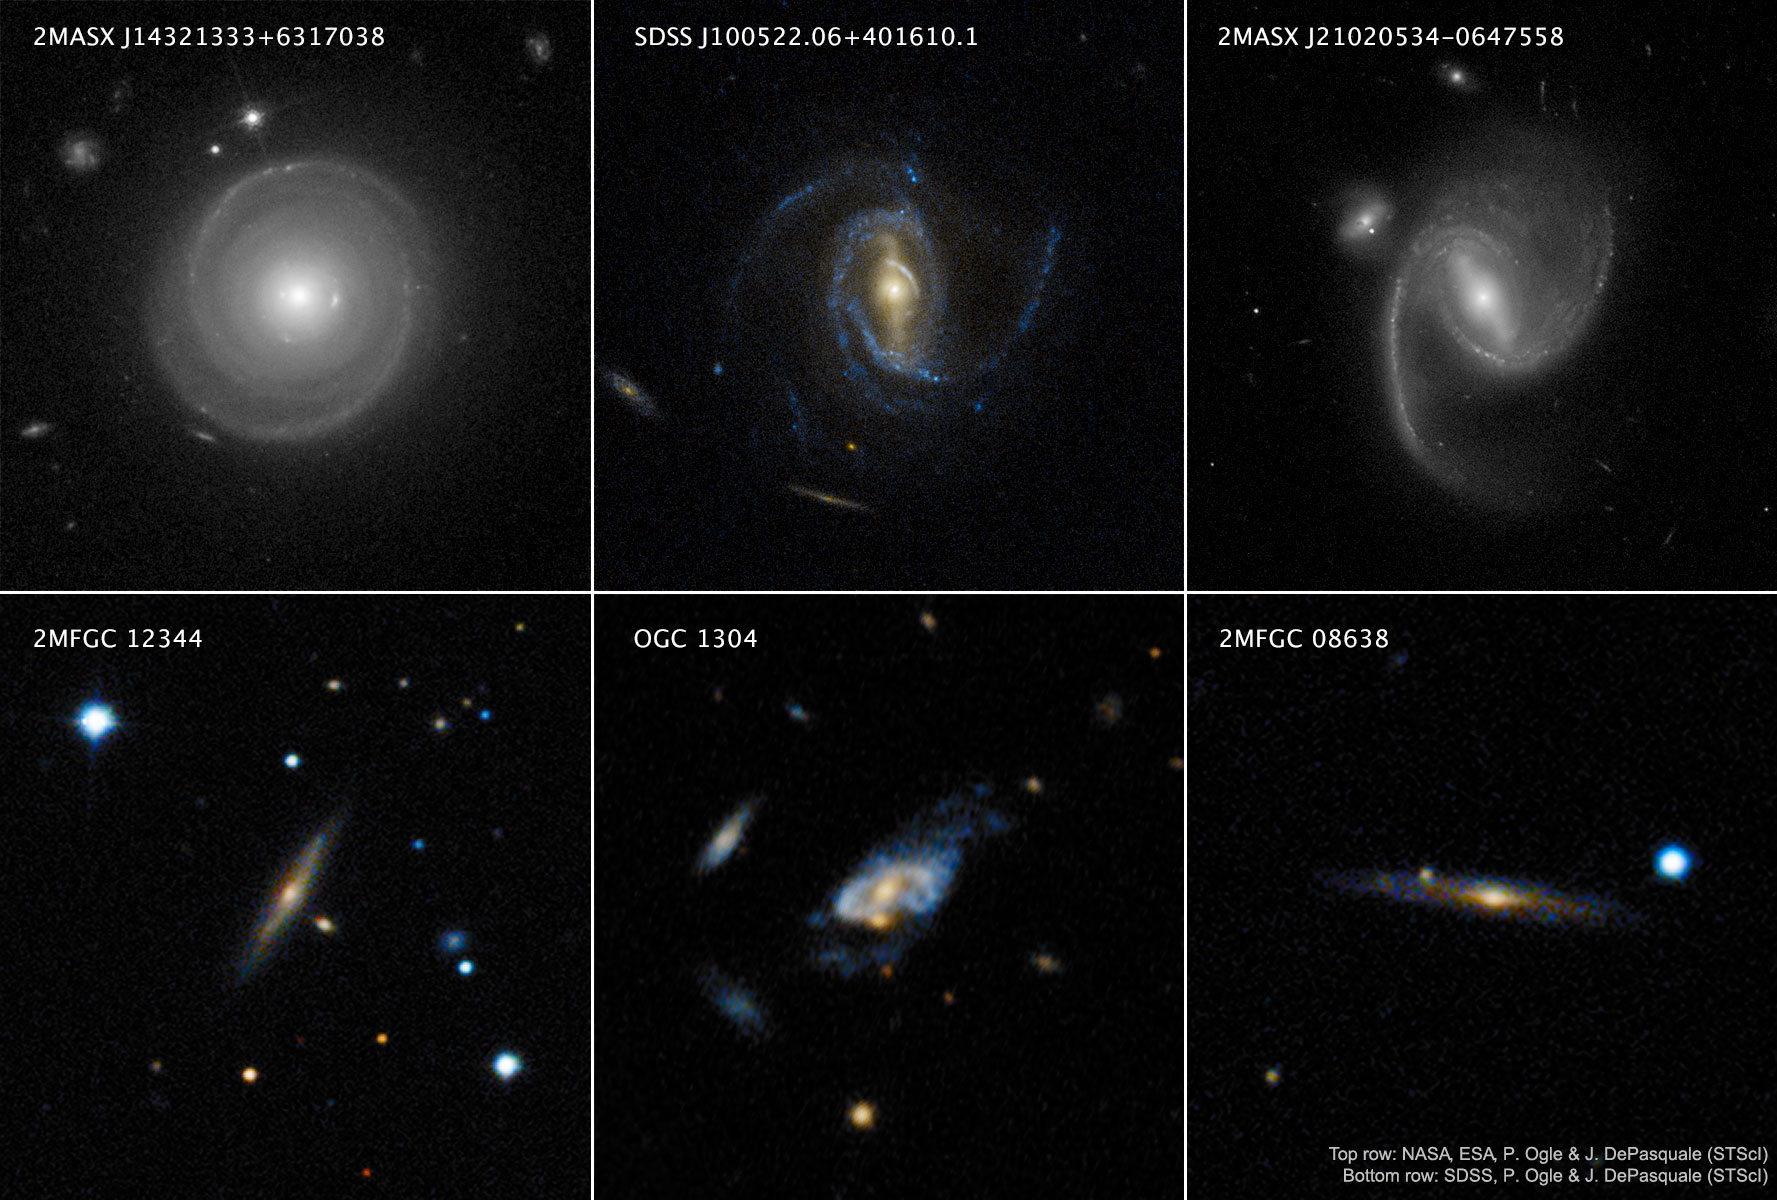 2MASX J14321333+6317038
SDSS J100522.06+401610.1
2MASX J21020534-0647558
2MFGC 12344
OGC 1304
2MFGC 08638
Top row: NASA, ESA, P. Ogle & J. DePasquale (STScI)
Bottom row: SDSS, P. Ogle & J. DePasquale (STScI)